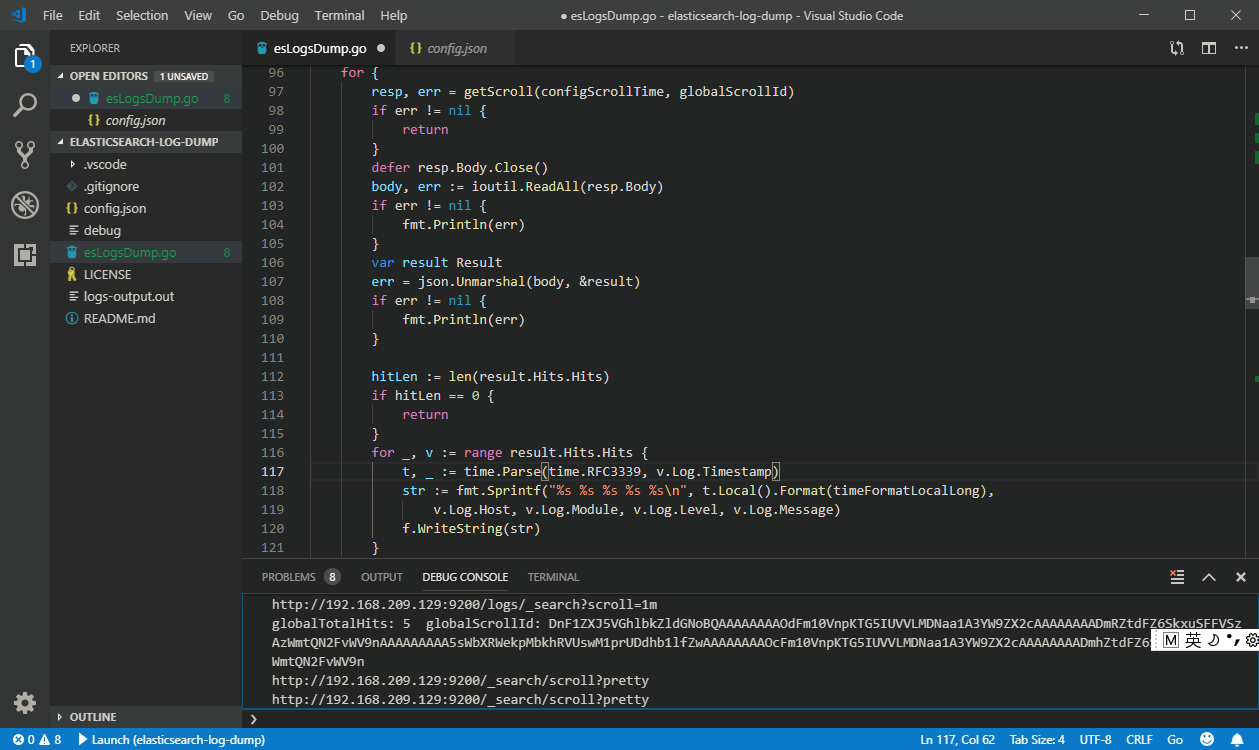 File Edit Selection View Go Debug Terminal Help
● esLogsDump.go - elasticsearch-log-dump - Visual Studio Code
EXPLORER
OPEN EDITORS 1 UNSAVED
esLogsDump.go 8
{} config.json
ELASTICSEARCH-LOG-DUMP
.vscode
.gitignore
{} config.json
debug
esLogsDump.go 8
LICENSE
logs-output.out
README.md
OUTLINE
1
esLogsDump.go ● {} config.json
96 for {
97 resp, err = getScroll(configScrollTime, globalScrollId)
98 if err != nil {
99 return
100 }
101 defer resp.Body.Close()
102 body, err := ioutil.ReadAll(resp.Body)
103 if err != nil {
104 fmt.Println(err)
105 }
106 var result Result
107 err = json.Unmarshal(body, &result)
108 if err != nil {
109 fmt.Println(err)
110 }
111
112 hitLen := len(result.Hits.Hits)
113 if hitLen == 0 {
114 return
115 }
116 for _, v := range result.Hits.Hits {
117 t, _ := time.Parse(time.RFC3339, v.Log.Timestamp)
118 str := fmt.Sprintf("%s %s %s %s %s\n", t.Local().Format(timeFormatLocalLong),
119 v.Log.Host, v.Log.Module, v.Log.Level, v.Log.Message)
120 f.WriteString(str)
121 }
PROBLEMS 8 OUTPUT DEBUG CONSOLE TERMINAL
http://192.168.209.129:9200/logs/_search?scroll=1m
globalTotalHits: 5 globalScrollId:
WmtQN2FvWV9n
http://192.168.209.129:9200/_search/scroll?pretty
http://192.168.209.129:9200/_search/scroll?pretty
M 英
0 8 Launch (elasticsearch-log-dump) Ln 117, Col 62 Tab Size: 4 UTF-8 CRLF Go